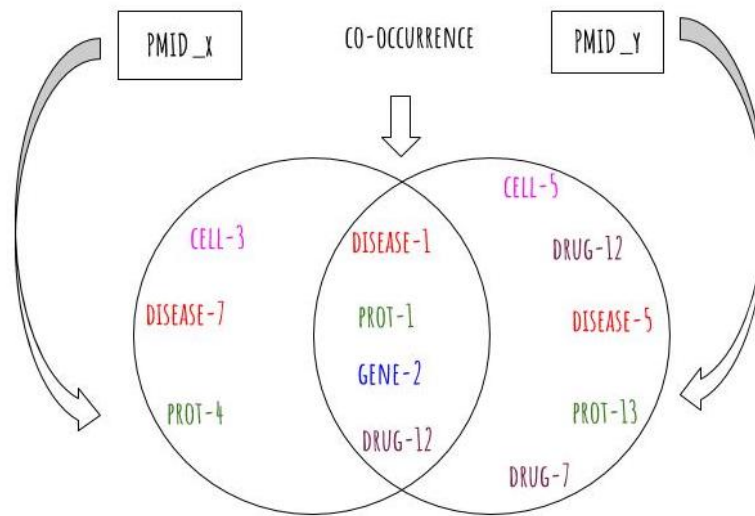 PMID_X
CO-OCCURRENCE
PMID_Y
CELL-3
DISEASE-7
PROT-4
DISEASE-1
PROT-1
GENE-2
DRUG-12
CELL-5
DRUG-12
DISEASE-5
PROT-13
DRUG-7